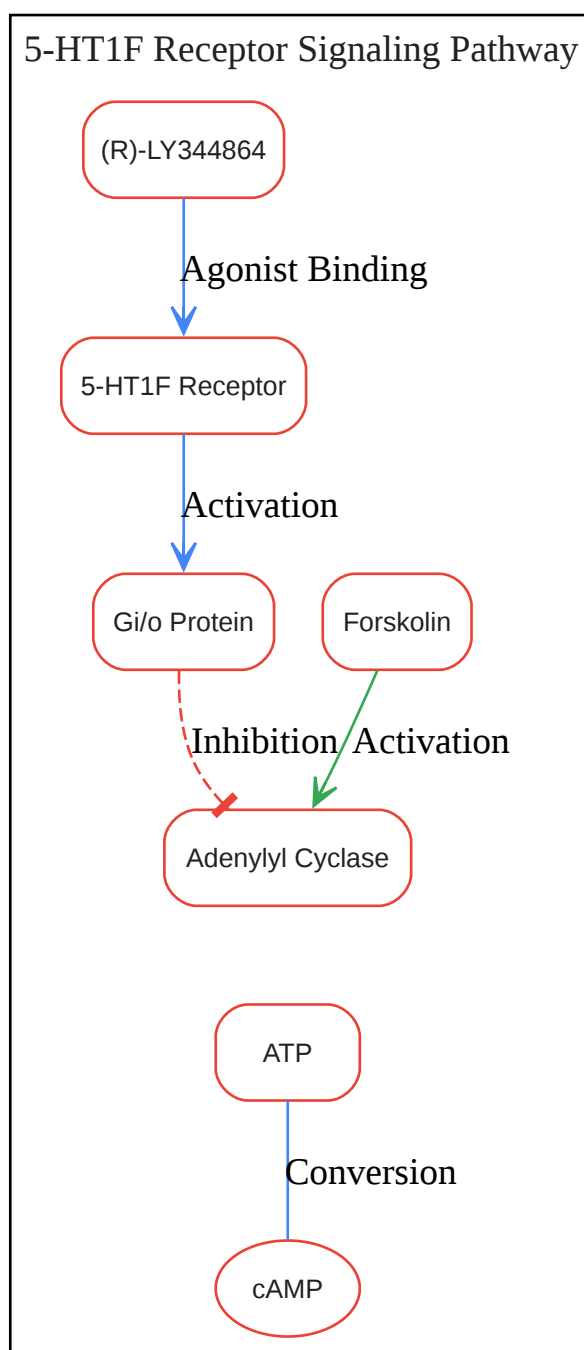 5-HT1F Receptor Signaling Pathway
(R)-LY344864
Agonist Binding
5-HT1F Receptor
Activation
Gi/o Protein
Forskolin
Inhibition
Activation
Adenylyl Cyclase
ATP
Conversion
cAMP